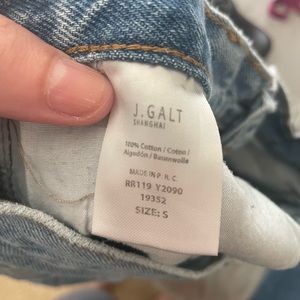 J.GALT
SHANGHAI
100% Cotton / Coton /
Algodón / Baumwolle
MADE IN P. R. C.
RR119 Y2090
19352
SIZE: S